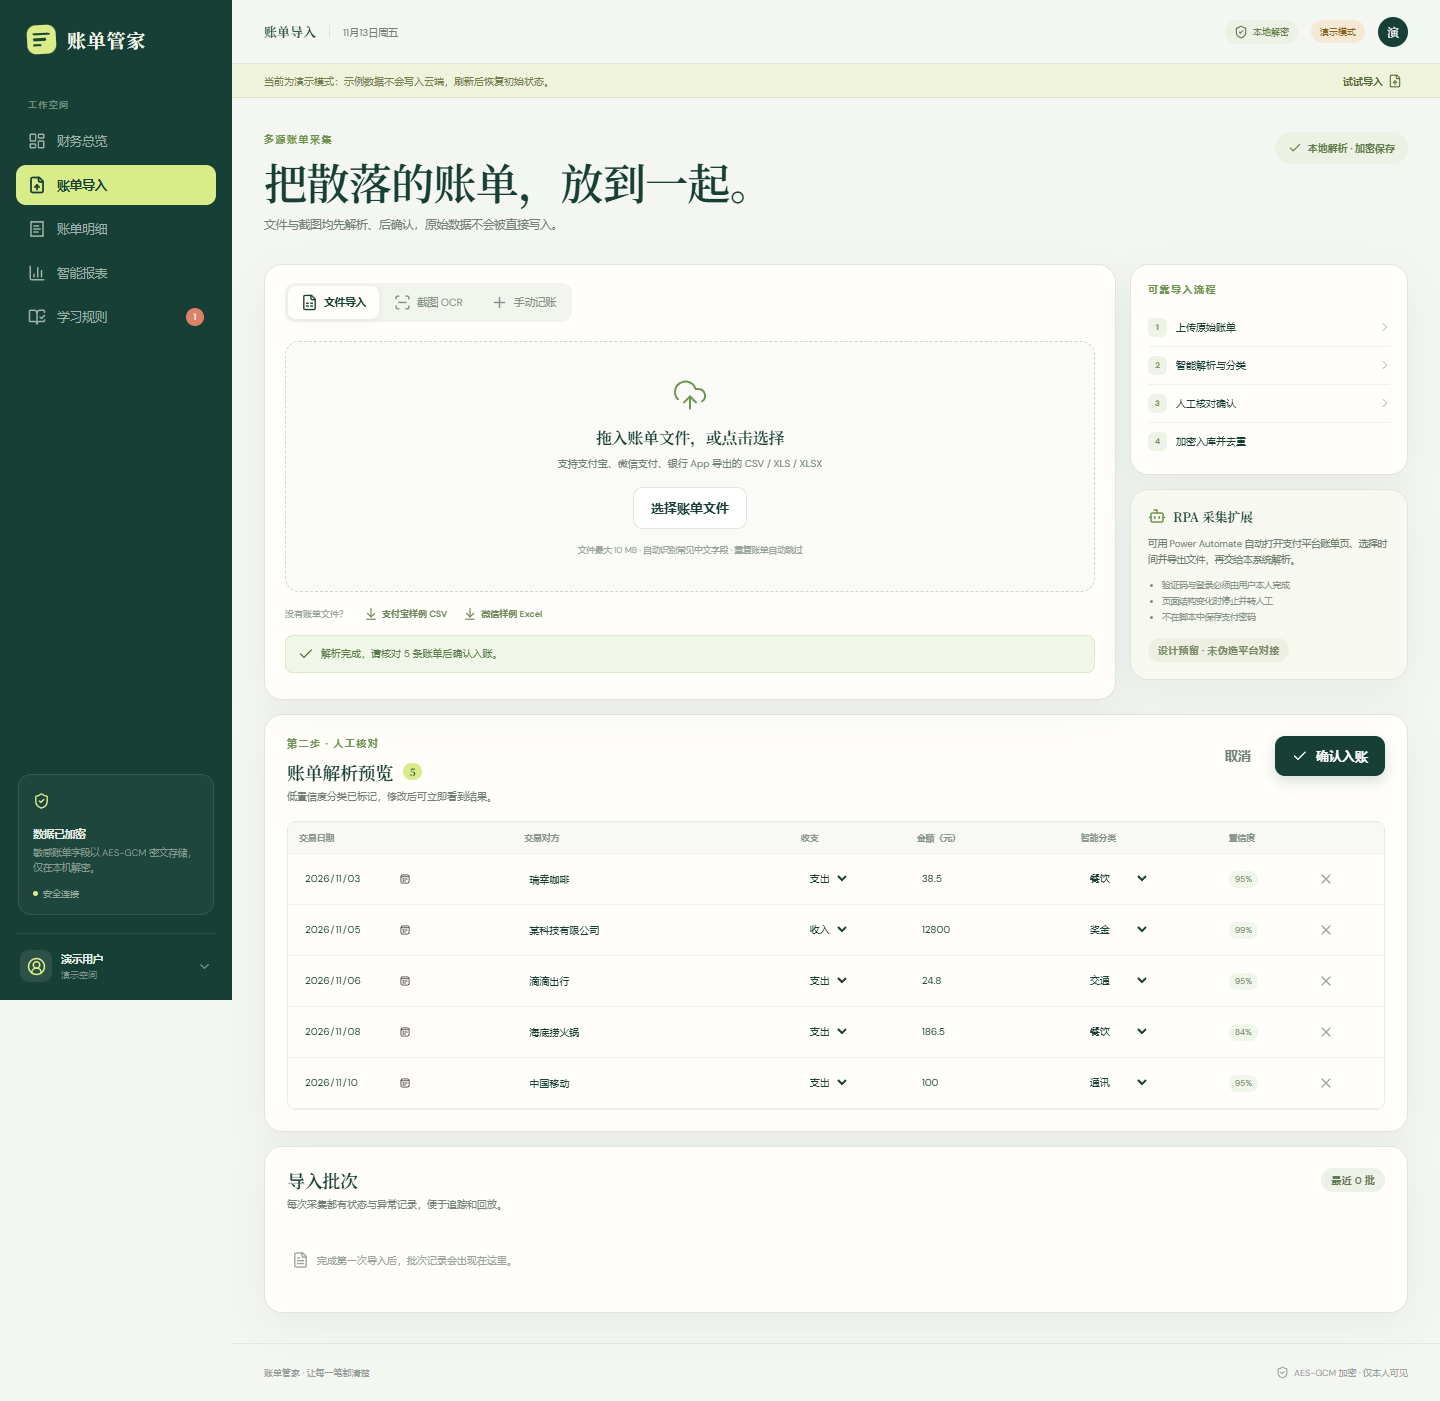 账单管家
工作空间
财务总览
账单导入
账单明细
智能报表
学习规则
1
数据已加密
敏感账单字段以 AES-GCM 密文存储，
仅在本机解密。
安全连接
演示用户
演示空间
账单导入
11月13日周五
本地解密
演示模式
演
当前为演示模式：示例数据不会写入云端，刷新后恢复初始状态。
试试导入
多源账单采集
把散落的账单，放到一起。
文件与截图均先解析、后确认，原始数据不会被直接写入。
本地解析 · 加密保存
文件导入
截图 OCR
手动记账
拖入账单文件，或点击选择
支持支付宝、微信支付、银行 App 导出的 CSV / XLS / XLSX
选择账单文件
文件最大 10 MB · 自动识别常见中文字段 · 重复账单自动跳过
没有账单文件？
支付宝样例 CSV
微信样例 Excel
解析完成，请核对 5 条账单后确认入账。
可靠导入流程
1 上传原始账单
2 智能解析与分类
3 人工核对确认
4 加密入库并去重
RPA 采集扩展
可用 Power Automate 自动打开支付平台账单页、选择时
间并导出文件，再交给本系统解析。
验证码与登录必须由用户本人完成
页面结构变化时停止并转人工
不在脚本中保存支付密码
设计预留 · 未伪造平台对接
第二步 · 人工核对
账单解析预览 5
低置信度分类已标记，修改后可立即看到结果。
取消
确认入账
交易日期 交易对方 收支 金额（元） 智能分类 置信度
2026/11/03 瑞幸咖啡 支出 38.5 餐饮 95%
2026/11/05 某科技有限公司 收入 12800 奖金 99%
2026/11/06 滴滴出行 支出 24.8 交通 95%
2026/11/08 海底捞火锅 支出 186.5 餐饮 84%
2026/11/10 中国移动 支出 100 通讯 95%
导入批次
每次采集都有状态与异常记录，便于追踪和回放。
最近 0 批
完成第一次导入后，批次记录会出现在这里。
账单管家 · 让每一笔都清楚
AES-GCM 加密 · 仅本人可见